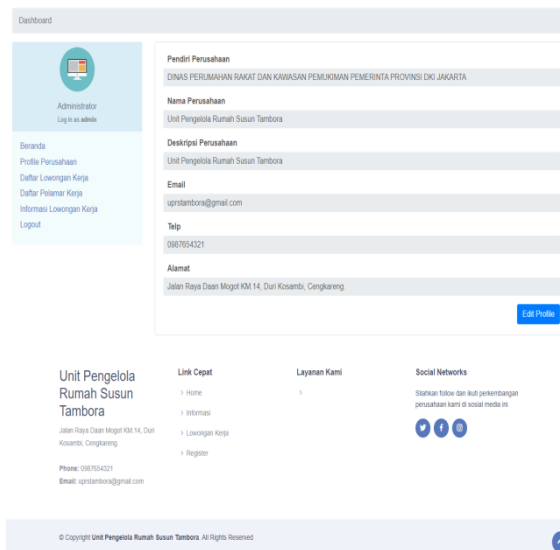 Dashboard
Administrator
Log in as admin
Beranda
Profile Perusahaan
Daftar Lowongan Kerja
Daftar Pelamar Kerja
Informasi Lowongan Kerja
Logout
Pendiri Perusahaan
DINAS PERUMAHAN RAKAT DAN KAWASAN PEMUKIMAN PEMERINTA PROVINSI DKI JAKARTA
Nama Perusahaan
Unit Pengelola Rumah Susun Tambora
Deskripsi Perusahaan
Unit Pengelola Rumah Susun Tambora
Email
uprstambora@gmail.com
Telp
0987654321
Alamat
Jalan Raya Daan Mogot KM.14, Duri Kosambi, Cengkareng.
Edit Profile
Unit Pengelola
Rumah Susun
Tambora
Jalan Raya Daan Mogot KM.14, Duri
Kosambi, Cengkareng.
Phone: 0987654321
Email: uprstambora@gmail.com
Link Cepat
> Home
> Informasi
> Lowongan Kerja
> Register
Layanan Kami
>
Social Networks
Silahkan follow dan ikuti perkembangan
perusahaan kami di sosial media ini
© Copyright Unit Pengelola Rumah Susun Tambora. All Rights Reserved